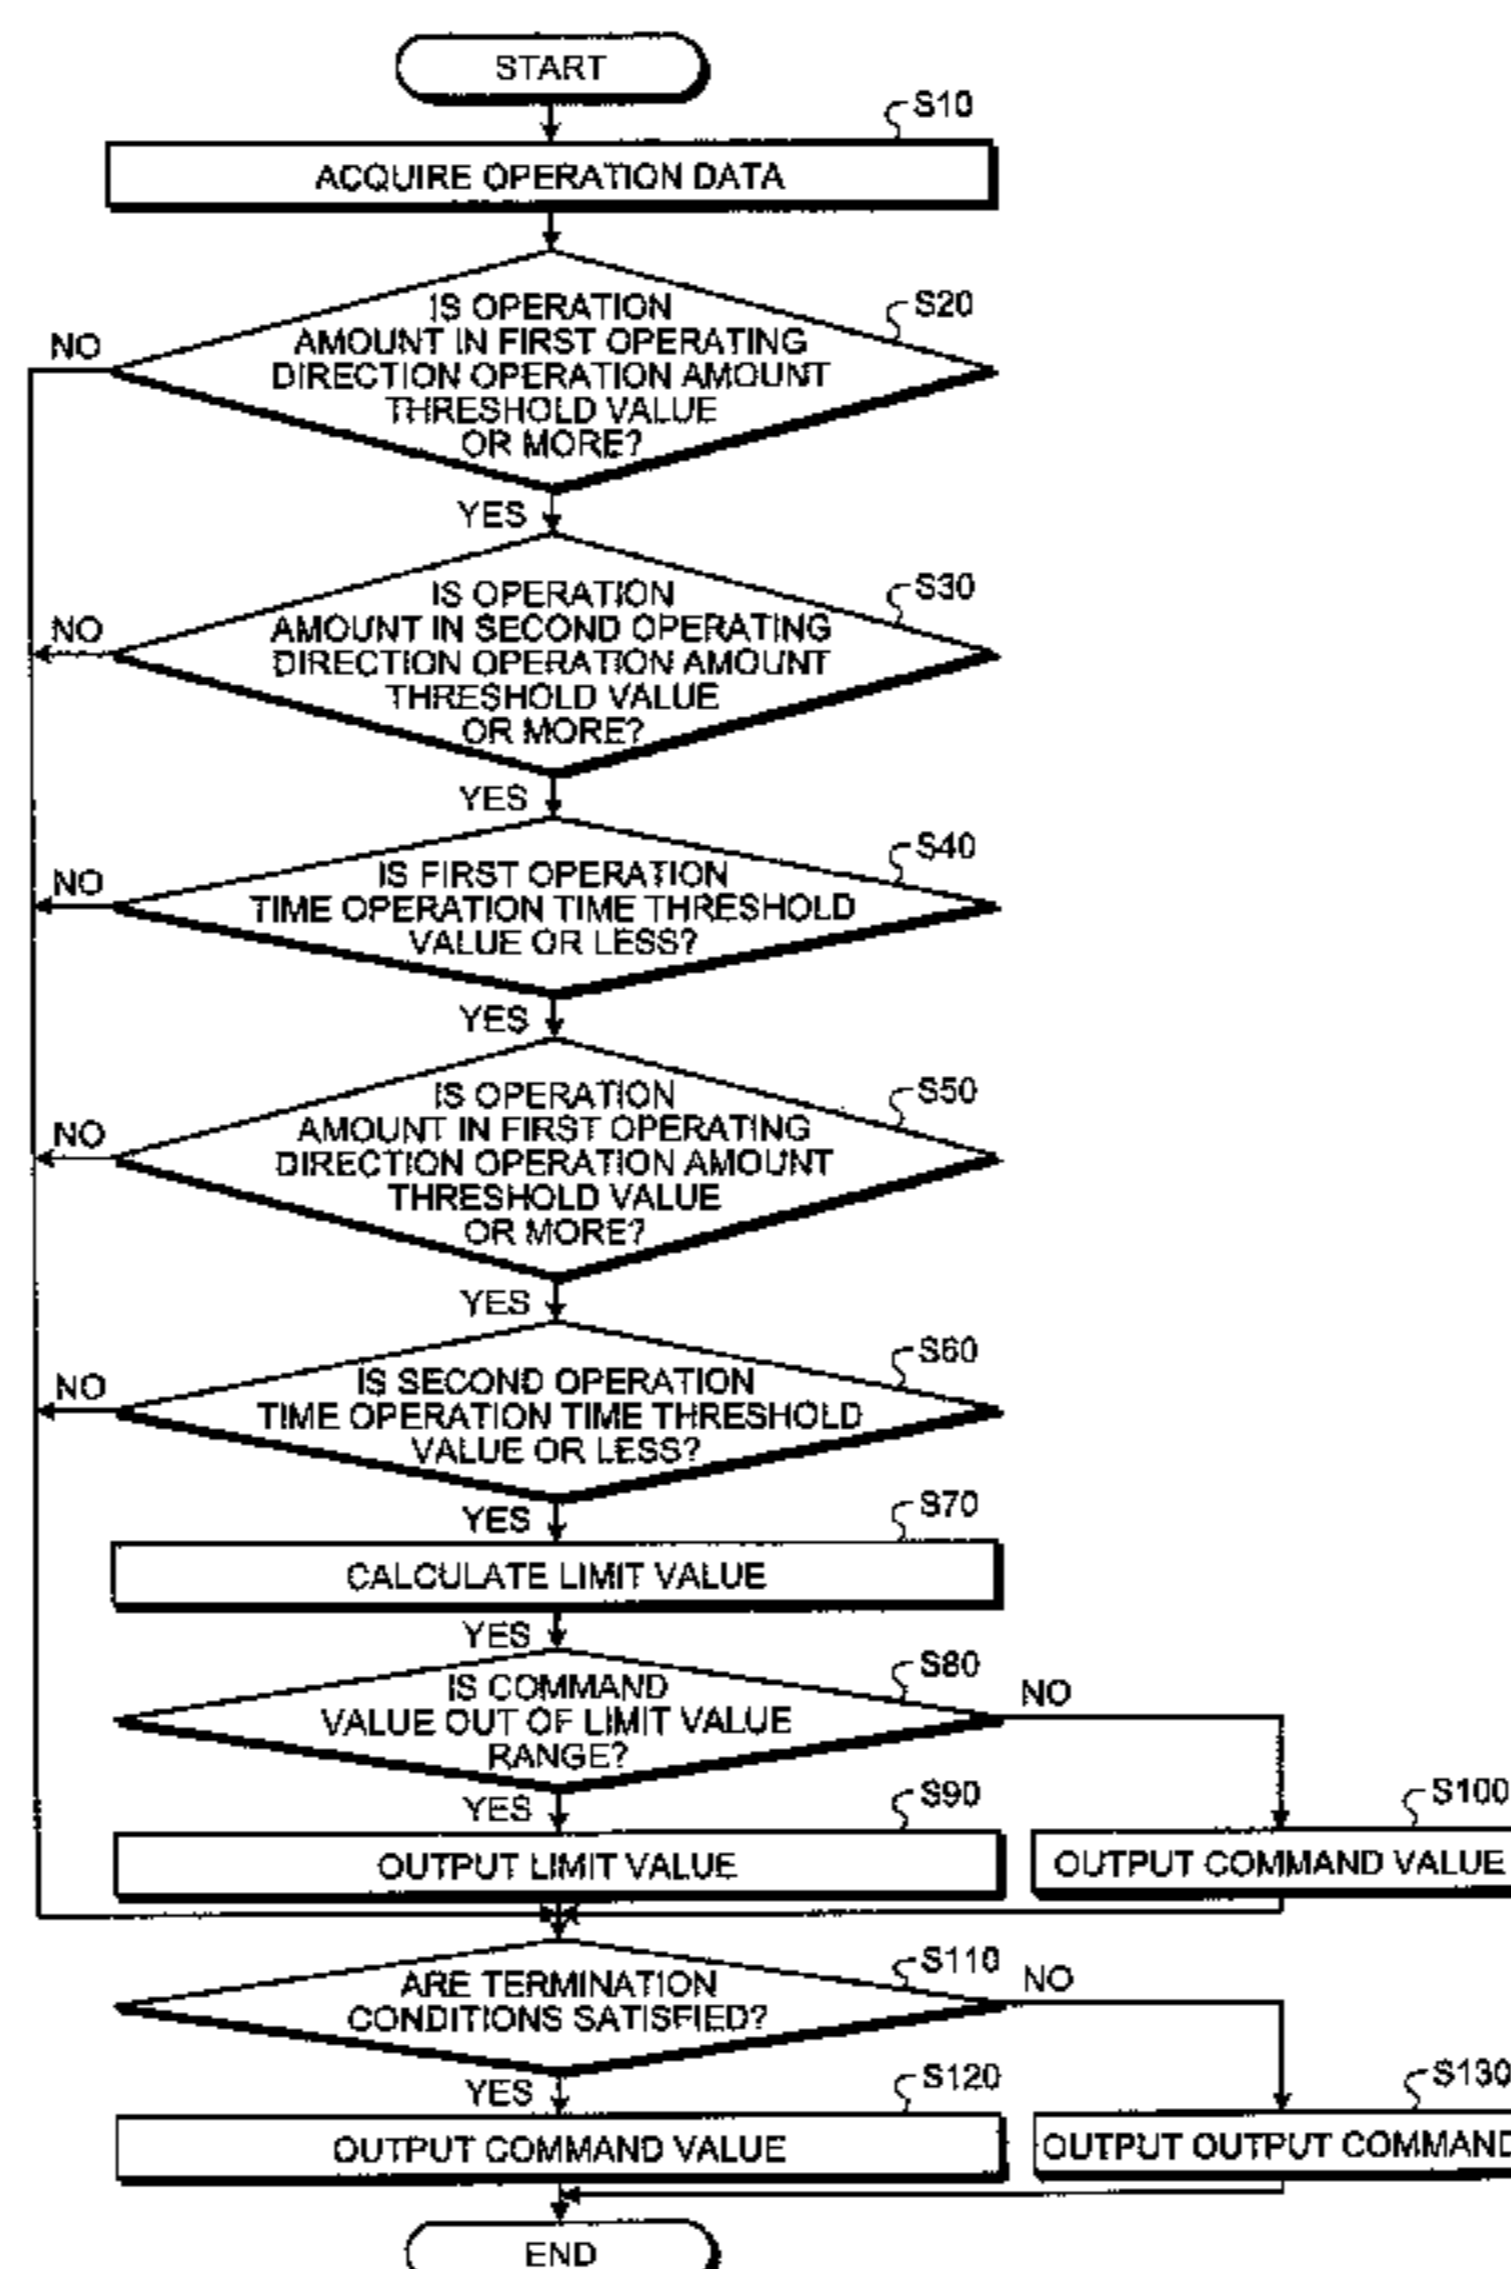 START
S10
ACQUIRE OPERATION DATA
S20
IS OPERATION
AMOUNT IN FIRST OPERATING
DIRECTION OPERATION AMOUNT
THRESHOLD VALUE
OR MORE?
NO
YES
S30
IS OPERATION
AMOUNT IN SECOND OPERATING
DIRECTION OPERATION AMOUNT
THRESHOLD VALUE
OR MORE?
NO
YES
S40
IS FIRST OPERATION
TIME OPERATION TIME THRESHOLD
VALUE OR LESS?
NO
YES
S50
IS OPERATION
AMOUNT IN FIRST OPERATING
DIRECTION OPERATION AMOUNT
THRESHOLD VALUE
OR MORE?
NO
YES
S60
IS SECOND OPERATION
TIME OPERATION TIME THRESHOLD
VALUE OR LESS?
NO
YES
S70
CALCULATE LIMIT VALUE
YES
S80
IS COMMAND
VALUE OUT OF LIMIT VALUE
RANGE?
NO
YES
S90
OUTPUT LIMIT VALUE
S100
OUTPUT COMMAND VALUE
S110
ARE TERMINATION
CONDITIONS SATISFIED?
NO
YES
S120
OUTPUT COMMAND VALUE
S130
OUTPUT OUTPUT COMMAND
END